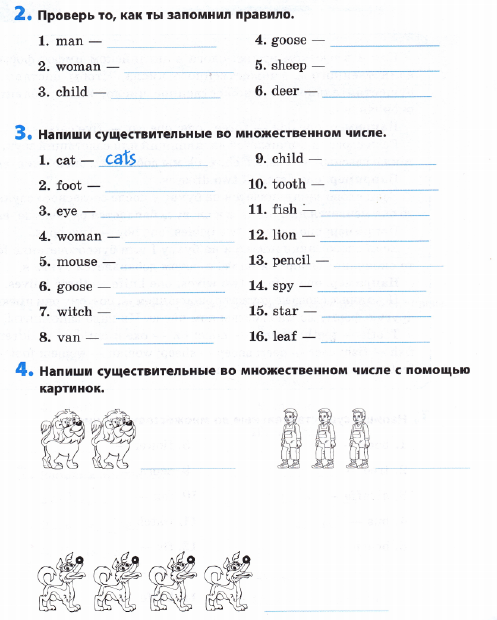 2. Проверь то, как ты запомнил правило.
1. man —
2. woman —
3. child —
4. goose —
5. sheep —
6. deer —
3. Напиши существительные во множественном числе.
1. cat — cats
2. foot —
3. eye —
4. woman —
5. mouse —
6. goose —
7. witch —
8. van —
9. child —
10. tooth —
11. fish —
12. lion —
13. pencil —
14. spy —
15. star —
16. leaf —
4. Напиши существительные во множественном числе с помощью
картинок.